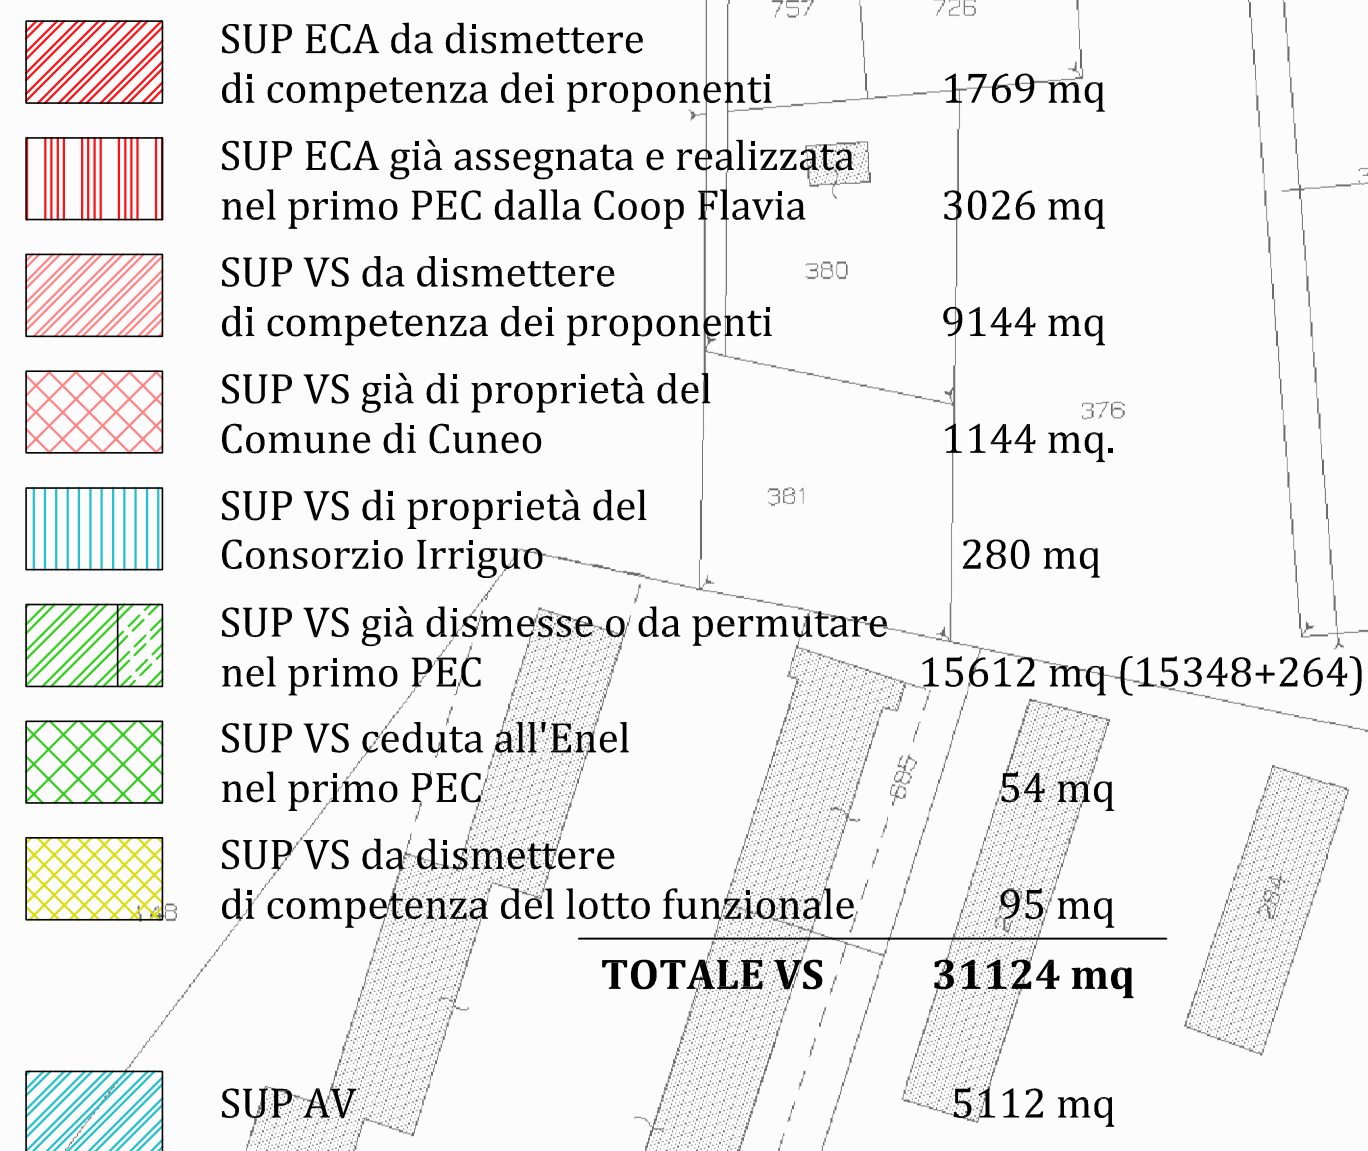 757
726
SUP ECA da dismettere
di competenza dei proponenti 1769 mq
SUP ECA già assegnata e realizzata
nel primo PEC dalla Coop Flavia 3026 mq
380
SUP VS da dismettere
di competenza dei proponenti 9144 mq
SUP VS già di proprietà del
376
Comune di Cuneo 1144 mq.
381
SUP VS di proprietà del
Consorzio Irriguo 280 mq
SUP VS già dismesse o da permutare
nel primo PEC 15612 mq (15348+264)
SUP VS ceduta all'Enel
nel primo PEC 54 mq
685
SUP VS da dismettere
di competenza del lotto funzionale 95 mq
148
284
TOTALE VS 31124 mq
SUP AV 5112 mq